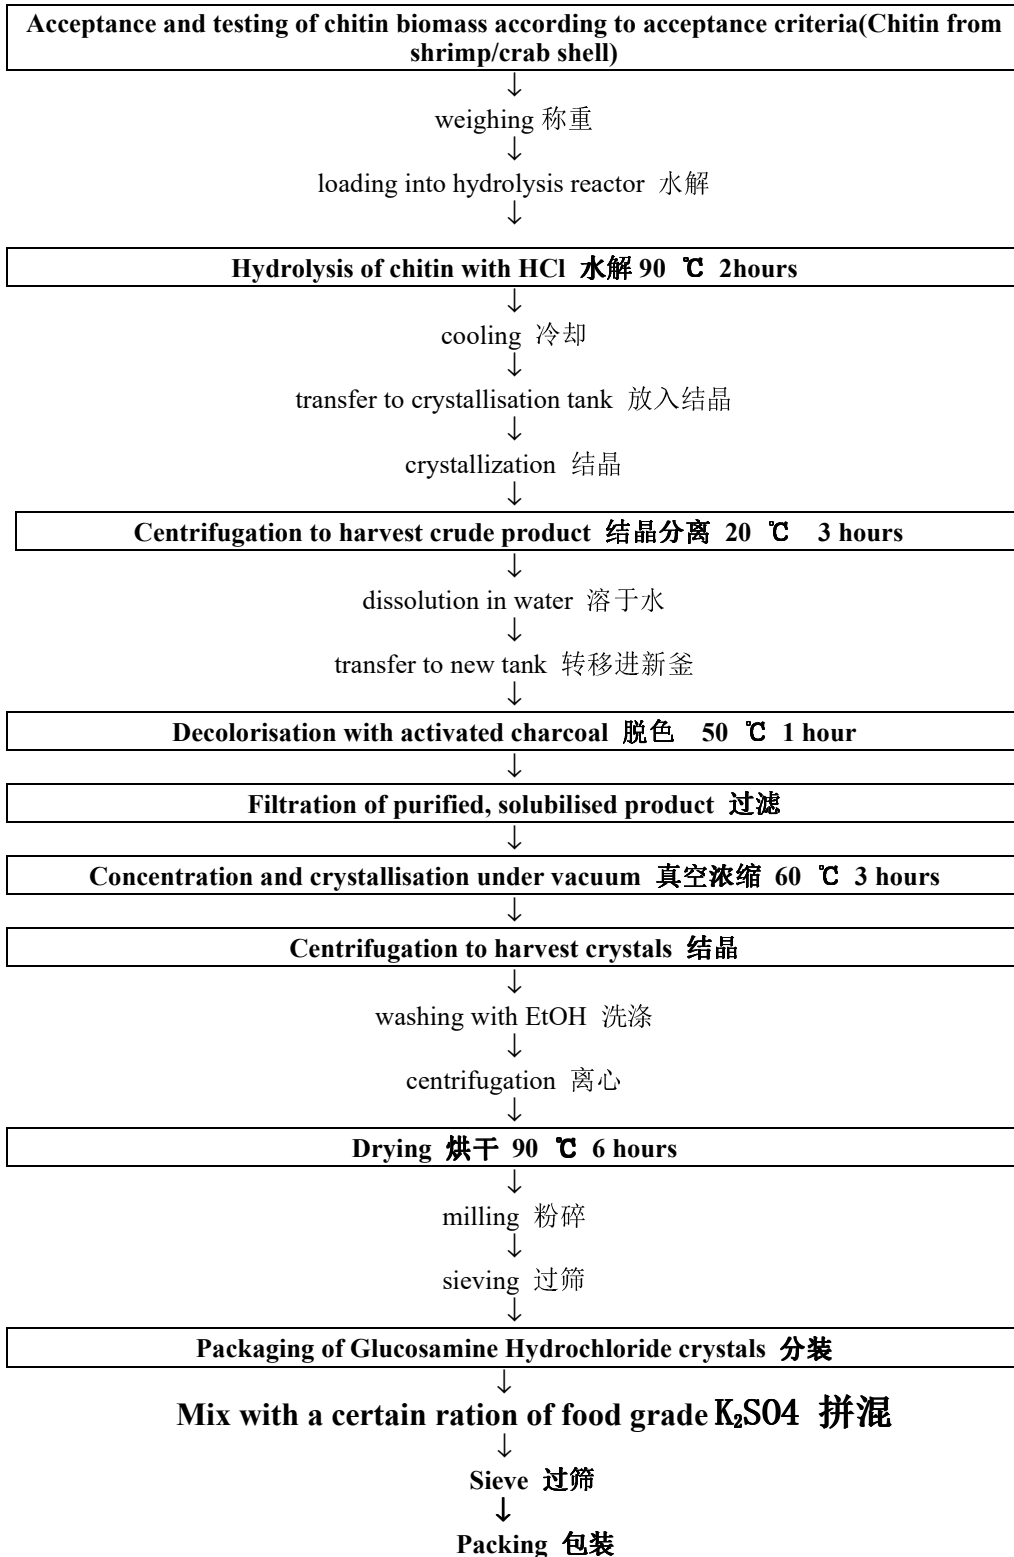 Acceptance and testing of chitin biomass according to acceptance criteria(Chitin from
shrimp/crab shell)
↓
weighing 称重
↓
loading into hydrolysis reactor 水解
↓
Hydrolysis of chitin with HCl 水解 90 ℃ 2hours
↓
cooling 冷却
↓
transfer to crystallisation tank 放入结晶
↓
crystallization 结晶
↓
Centrifugation to harvest crude product 结晶分离 20 ℃ 3 hours
↓
dissolution in water 溶于水
↓
transfer to new tank 转移进新釜
↓
Decolorisation with activated charcoal 脱色 50 ℃ 1 hour
↓
Filtration of purified, solubilised product 过滤
↓
Concentration and crystallisation under vacuum 真空浓缩 60 ℃ 3 hours
↓
Centrifugation to harvest crystals 结晶
↓
washing with EtOH 洗涤
↓
centrifugation 离心
↓
Drying 烘干 90 ℃ 6 hours
↓
milling 粉碎
↓
sieving 过筛
↓
Packaging of Glucosamine Hydrochloride crystals 分装
↓
Mix with a certain ration of food grade K₂SO4 拼混
↓
Sieve 过筛
↓
Packing 包装